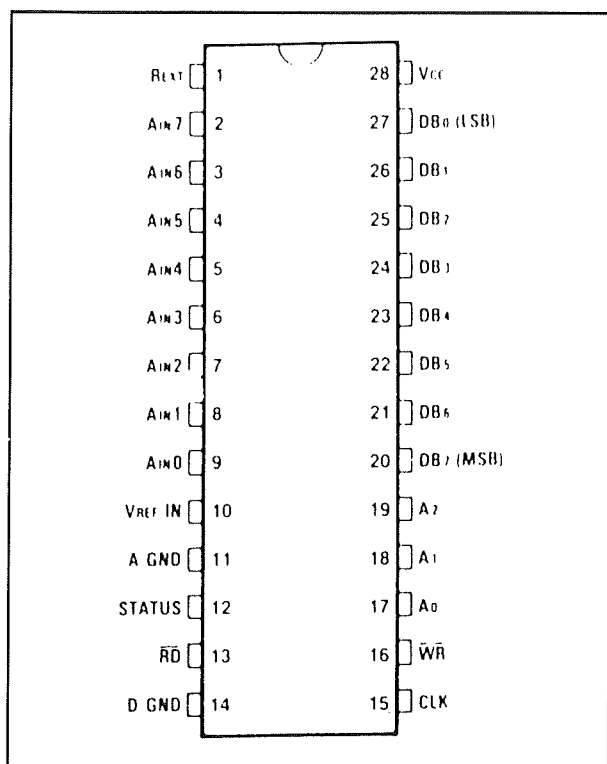 REXT 1 28 VCC
AIN7 2 27 DB0 (LSB)
AIN6 3 26 DB1
AIN5 4 25 DB2
AIN4 5 24 DB3
AIN3 6 23 DB4
AIN2 7 22 DB5
AIN1 8 21 DB6
AIN0 9 20 DB7 (MSB)
VREF IN 10 19 A2
A GND 11 18 A1
STATUS 12 17 A0
R̅D̅ 13 16 W̅R̅
D GND 14 15 CLK